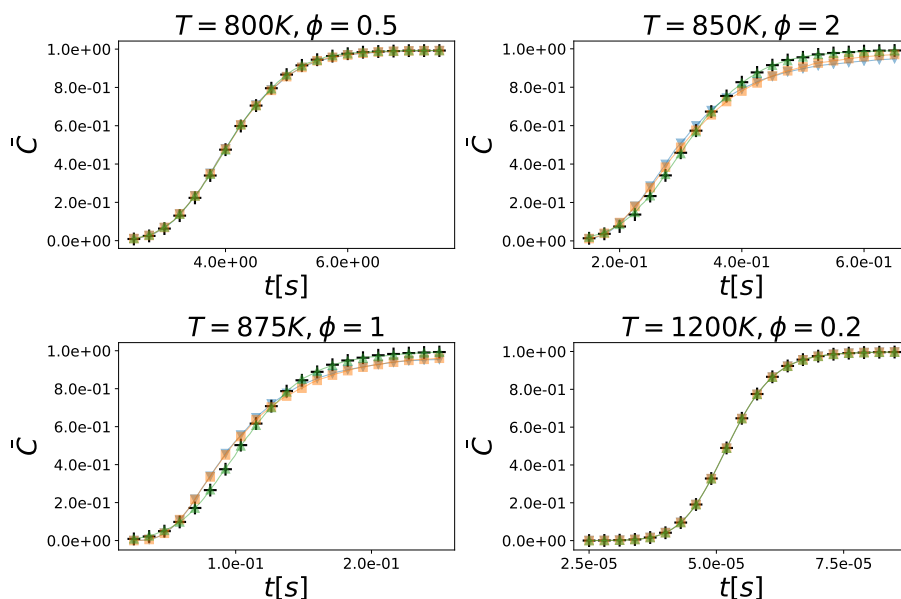 T = 800K, ϕ = 0.5
1.0e+00
8.0e-01
6.0e-01
4.0e-01
2.0e-01
0.0e+00
C̄
4.0e+00 6.0e+00
t[s]
T = 850K, ϕ = 2
1.0e+00
8.0e-01
6.0e-01
4.0e-01
2.0e-01
0.0e+00
C̄
2.0e-01 4.0e-01 6.0e-01
t[s]
T = 875K, ϕ = 1
1.0e+00
8.0e-01
6.0e-01
4.0e-01
2.0e-01
0.0e+00
C̄
1.0e-01 2.0e-01
t[s]
T = 1200K, ϕ = 0.2
1.0e+00
8.0e-01
6.0e-01
4.0e-01
2.0e-01
0.0e+00
C̄
2.5e-05 5.0e-05 7.5e-05
t[s]